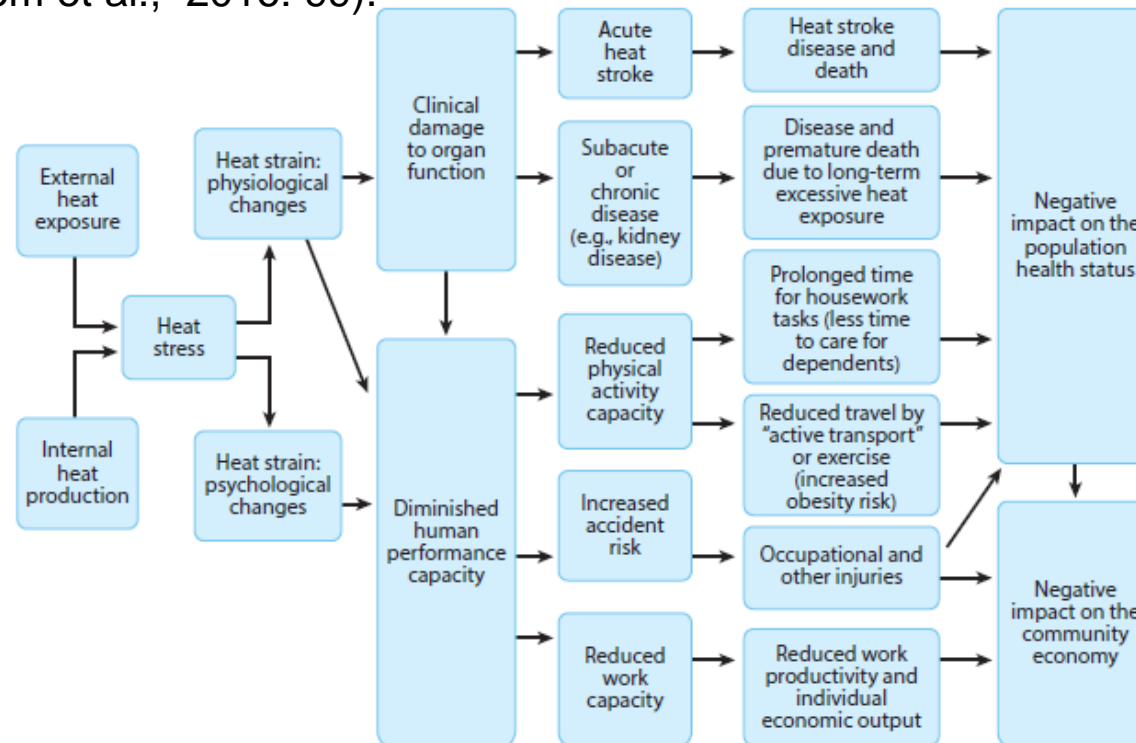 et al., 2016: 
Acute
heat
stroke
Heat stroke
disease and
death
Clinical
damage
to organ
function
Subacute
or
chronic
disease
(e.g., kidney
disease)
Disease and
premature death
due to long-term
excessive heat
exposure
Negative
impact on the
population
health status
External
heat
exposure
Heat strain:
physiological
changes
Heat
stress
Internal
heat
production
Heat strain:
psychological
changes
Diminished
human
performance
capacity
Reduced
physical
activity
capacity
Prolonged time
for housework
tasks (less time
to care for
dependents)
Reduced travel by
“active transport”
or exercise
(increased
obesity risk)
Increased
accident
risk
Occupational and
other injuries
Reduced
work
capacity
Reduced work
productivity and
individual
economic output
Negative
impact on the
community
economy